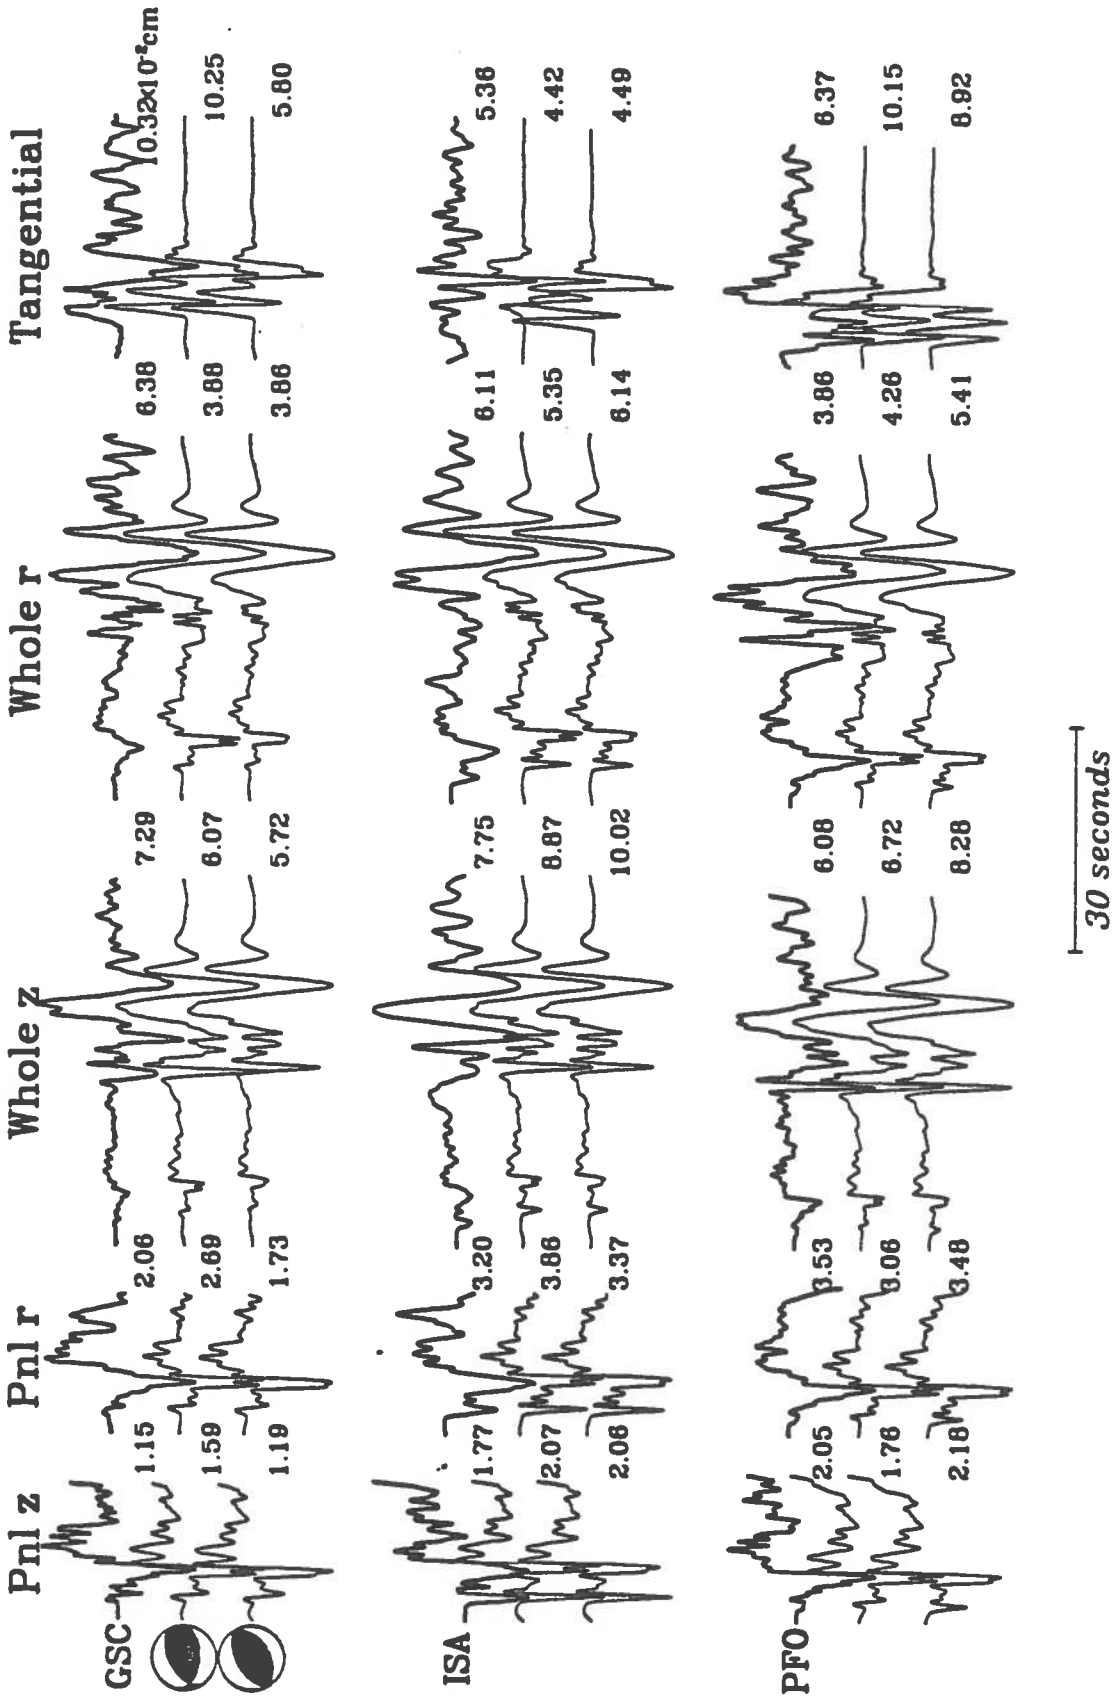 Pnl z Pnl r Whole z Whole r Tangential
GSC 1.15 2.06 7.29 6.38 10.32x10⁻²cm
1.59 2.69 6.07 3.88 10.25
1.19 1.73 5.72 3.86 5.80
ISA 1.77 3.20 7.75 6.11 5.36
2.07 3.86 8.87 5.35 4.42
2.06 3.37 10.02 6.14 4.49
PFO 2.05 3.53 6.08 3.86 6.37
1.76 3.06 6.72 4.26 10.15
2.18 3.48 8.28 5.41 8.92
30 seconds